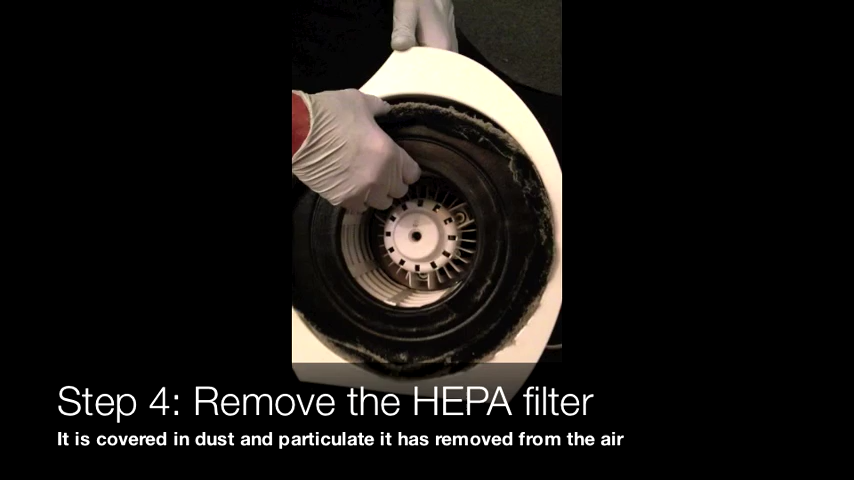 Step 4: Remove the HEPA filter
It is covered in dust and particulate it has removed from the air